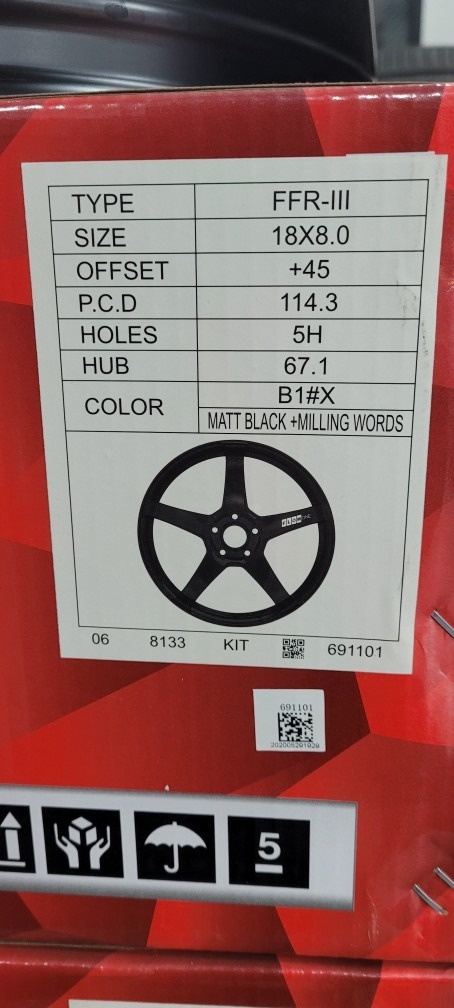 TYPE FFR-III
SIZE 18X8.0
OFFSET +45
P.C.D 114.3
HOLES 5H
HUB 67.1
COLOR B1#X
MATT BLACK +MILLING WORDS
06 8133 KIT 691101
691101
202005291929
5